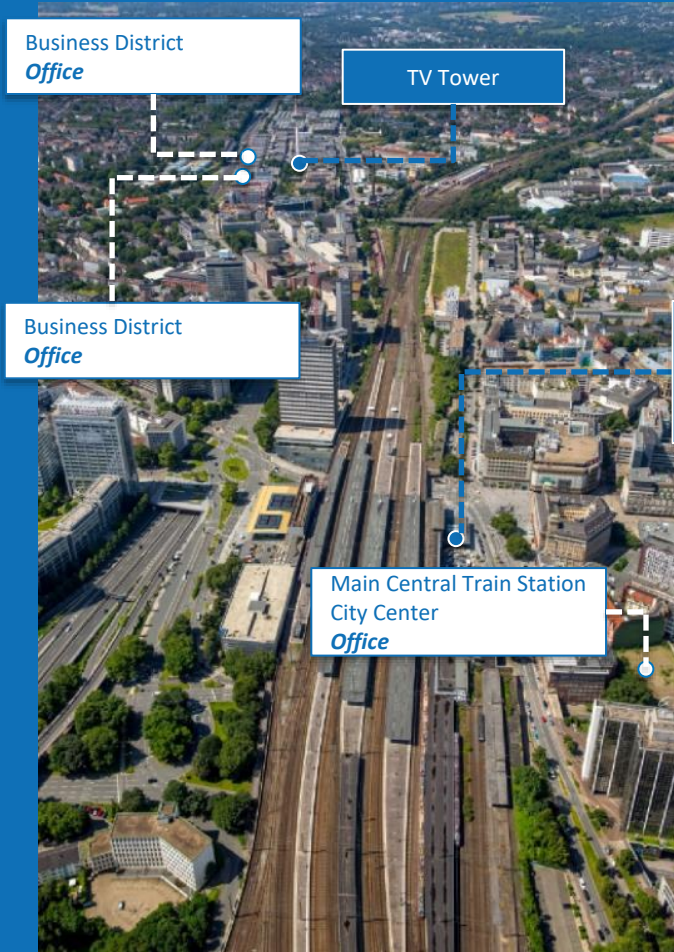 Business District
Office
TV Tower
Business District
Office
Main Central Train Station
City Center
Office